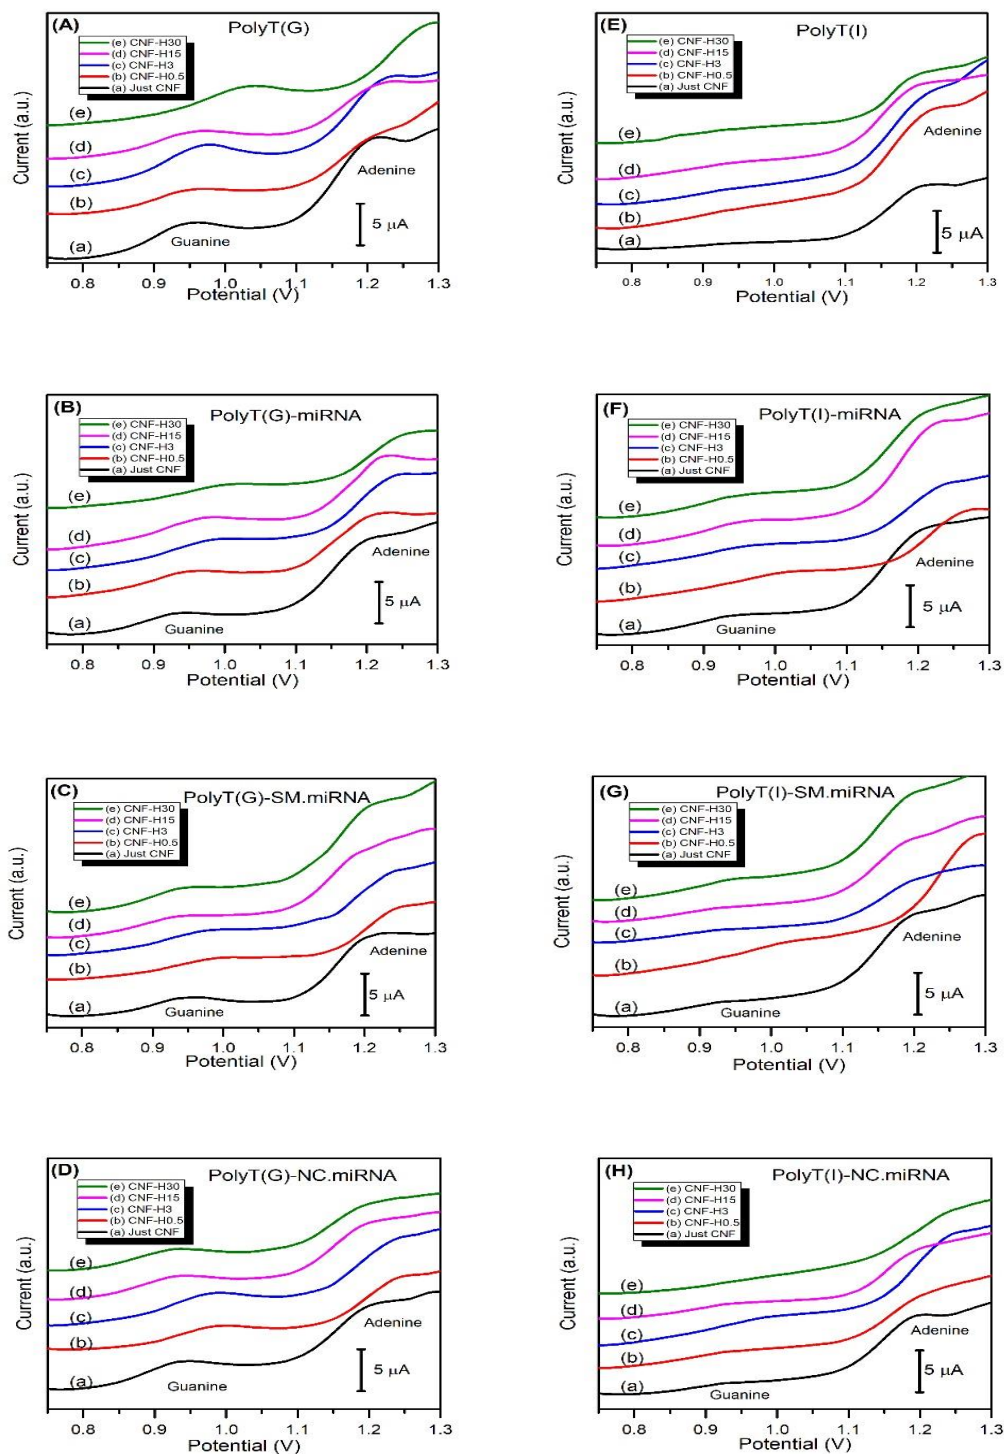 (A)
PolyT(G)
(e) CNF-H30
(d) CNF-H15
(c) CNF-H3
(b) CNF-H0.5
(a) Just CNF
(e)
(d)
(c)
(b)
(a)
Guanine
Adenine
5 μA
Current (a.u.)
0.8 0.9 1.0 1.1 1.2 1.3
Potential (V)
(E)
PolyT(I)
(e) CNF-H30
(d) CNF-H15
(c) CNF-H3
(b) CNF-H0.5
(a) Just CNF
(e)
(d)
(c)
(b)
(a)
Adenine
5 μA
Current (a.u.)
0.8 0.9 1.0 1.1 1.2 1.3
Potential (V)
(B)
PolyT(G)-miRNA
(e) CNF-H30
(d) CNF-H15
(c) CNF-H3
(b) CNF-H0.5
(a) Just CNF
(e)
(d)
(c)
(b)
(a)
Guanine
Adenine
5 μA
Current (a.u.)
0.8 0.9 1.0 1.1 1.2 1.3
Potential (V)
(F)
PolyT(I)-miRNA
(e) CNF-H30
(d) CNF-H15
(c) CNF-H3
(b) CNF-H0.5
(a) Just CNF
(e)
(d)
(c)
(b)
(a)
Guanine
Adenine
5 μA
Current (a.u.)
0.8 0.9 1.0 1.1 1.2 1.3
Potential (V)
(C)
PolyT(G)-SM.miRNA
(e) CNF-H30
(d) CNF-H15
(c) CNF-H3
(b) CNF-H0.5
(a) Just CNF
(e)
(d)
(c)
(b)
(a)
Guanine
Adenine
5 μA
Current (a.u.)
0.8 0.9 1.0 1.1 1.2 1.3
Potential (V)
(G)
PolyT(I)-SM.miRNA
(e) CNF-H30
(d) CNF-H15
(c) CNF-H3
(b) CNF-H0.5
(a) Just CNF
(e)
(d)
(c)
(b)
(a)
Guanine
Adenine
5 μA
Current (a.u.)
0.8 0.9 1.0 1.1 1.2 1.3
Potential (V)
(D)
PolyT(G)-NC.miRNA
(e) CNF-H30
(d) CNF-H15
(c) CNF-H3
(b) CNF-H0.5
(a) Just CNF
(e)
(d)
(c)
(b)
(a)
Guanine
Adenine
5 μA
Current (a.u.)
0.8 0.9 1.0 1.1 1.2 1.3
Potential (V)
(H)
PolyT(I)-NC.miRNA
(e) CNF-H30
(d) CNF-H15
(c) CNF-H3
(b) CNF-H0.5
(a) Just CNF
(e)
(d)
(c)
(b)
(a)
Guanine
Adenine
5 μA
Current (a.u.)
0.8 0.9 1.0 1.1 1.2 1.3
Potential (V)